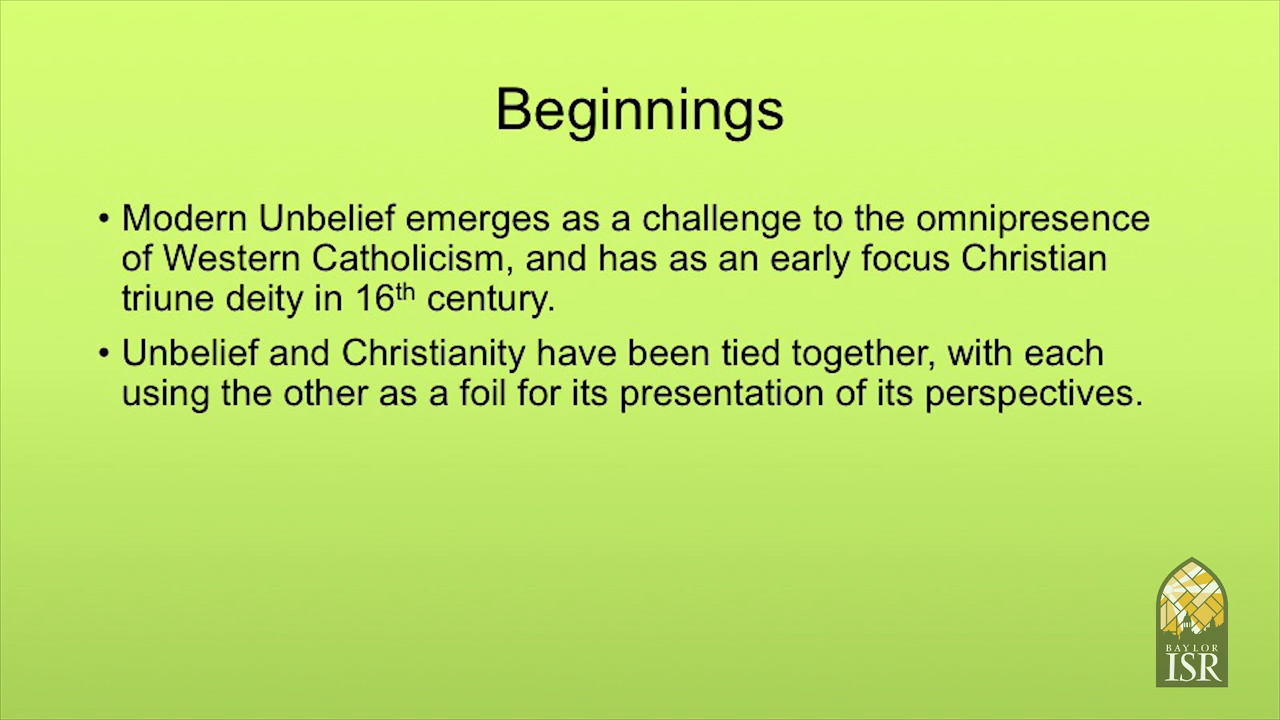 Beginnings
• Modern Unbelief emerges as a challenge to the omnipresence
of Western Catholicism, and has as an early focus Christian
triune deity in 16th century.
• Unbelief and Christianity have been tied together, with each
using the other as a foil for its presentation of its perspectives.
BAYLOR
ISR